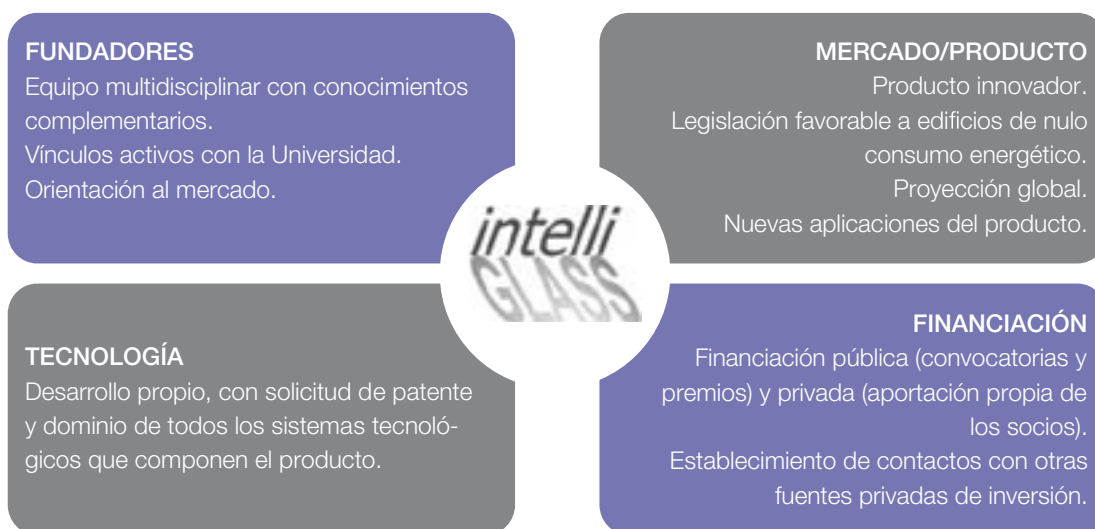 FUNDADORES
Equipo multidisciplinar con conocimientos
complementarios.
Vínculos activos con la Universidad.
Orientación al mercado.
MERCADO/PRODUCTO
Producto innovador.
Legislación favorable a edificios de nulo
consumo energético.
Proyección global.
Nuevas aplicaciones del producto.
intelli
GLASS
TECNOLOGÍA
Desarrollo propio, con solicitud de patente
y dominio de todos los sistemas tecnoló-
gicos que componen el producto.
FINANCIACIÓN
Financiación pública (convocatorias y
premios) y privada (aportación propia de
los socios).
Establecimiento de contactos con otras
fuentes privadas de inversión.